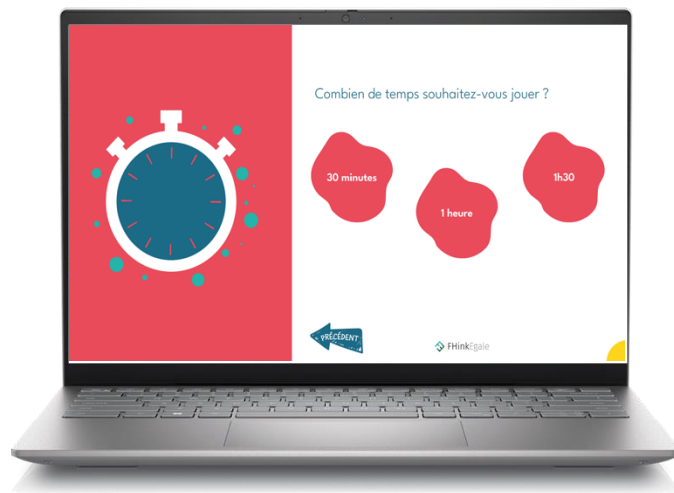 Combien de temps souhaitez-vous jouer ?
30 minutes
1 heure
1h30
PRÉCÉDENT
FHinkEgale